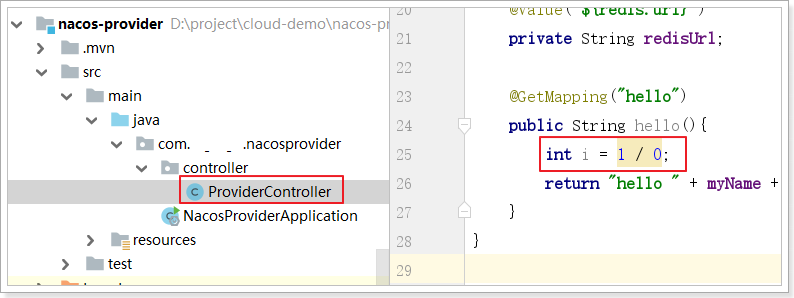 nacos-provider D:\project\cloud-demo\nacos-pr
.mvn
src
main
java
com. .nacosprovider
controller
ProviderController
NacosProviderApplication
resources
test
20 @Value("${redis.url}")
21 private String redisUrl;
22
23 @GetMapping("hello")
24 public String hello(){
25 int i = 1 / 0;
26 return "hello " + myName +
27 }
28 }
29